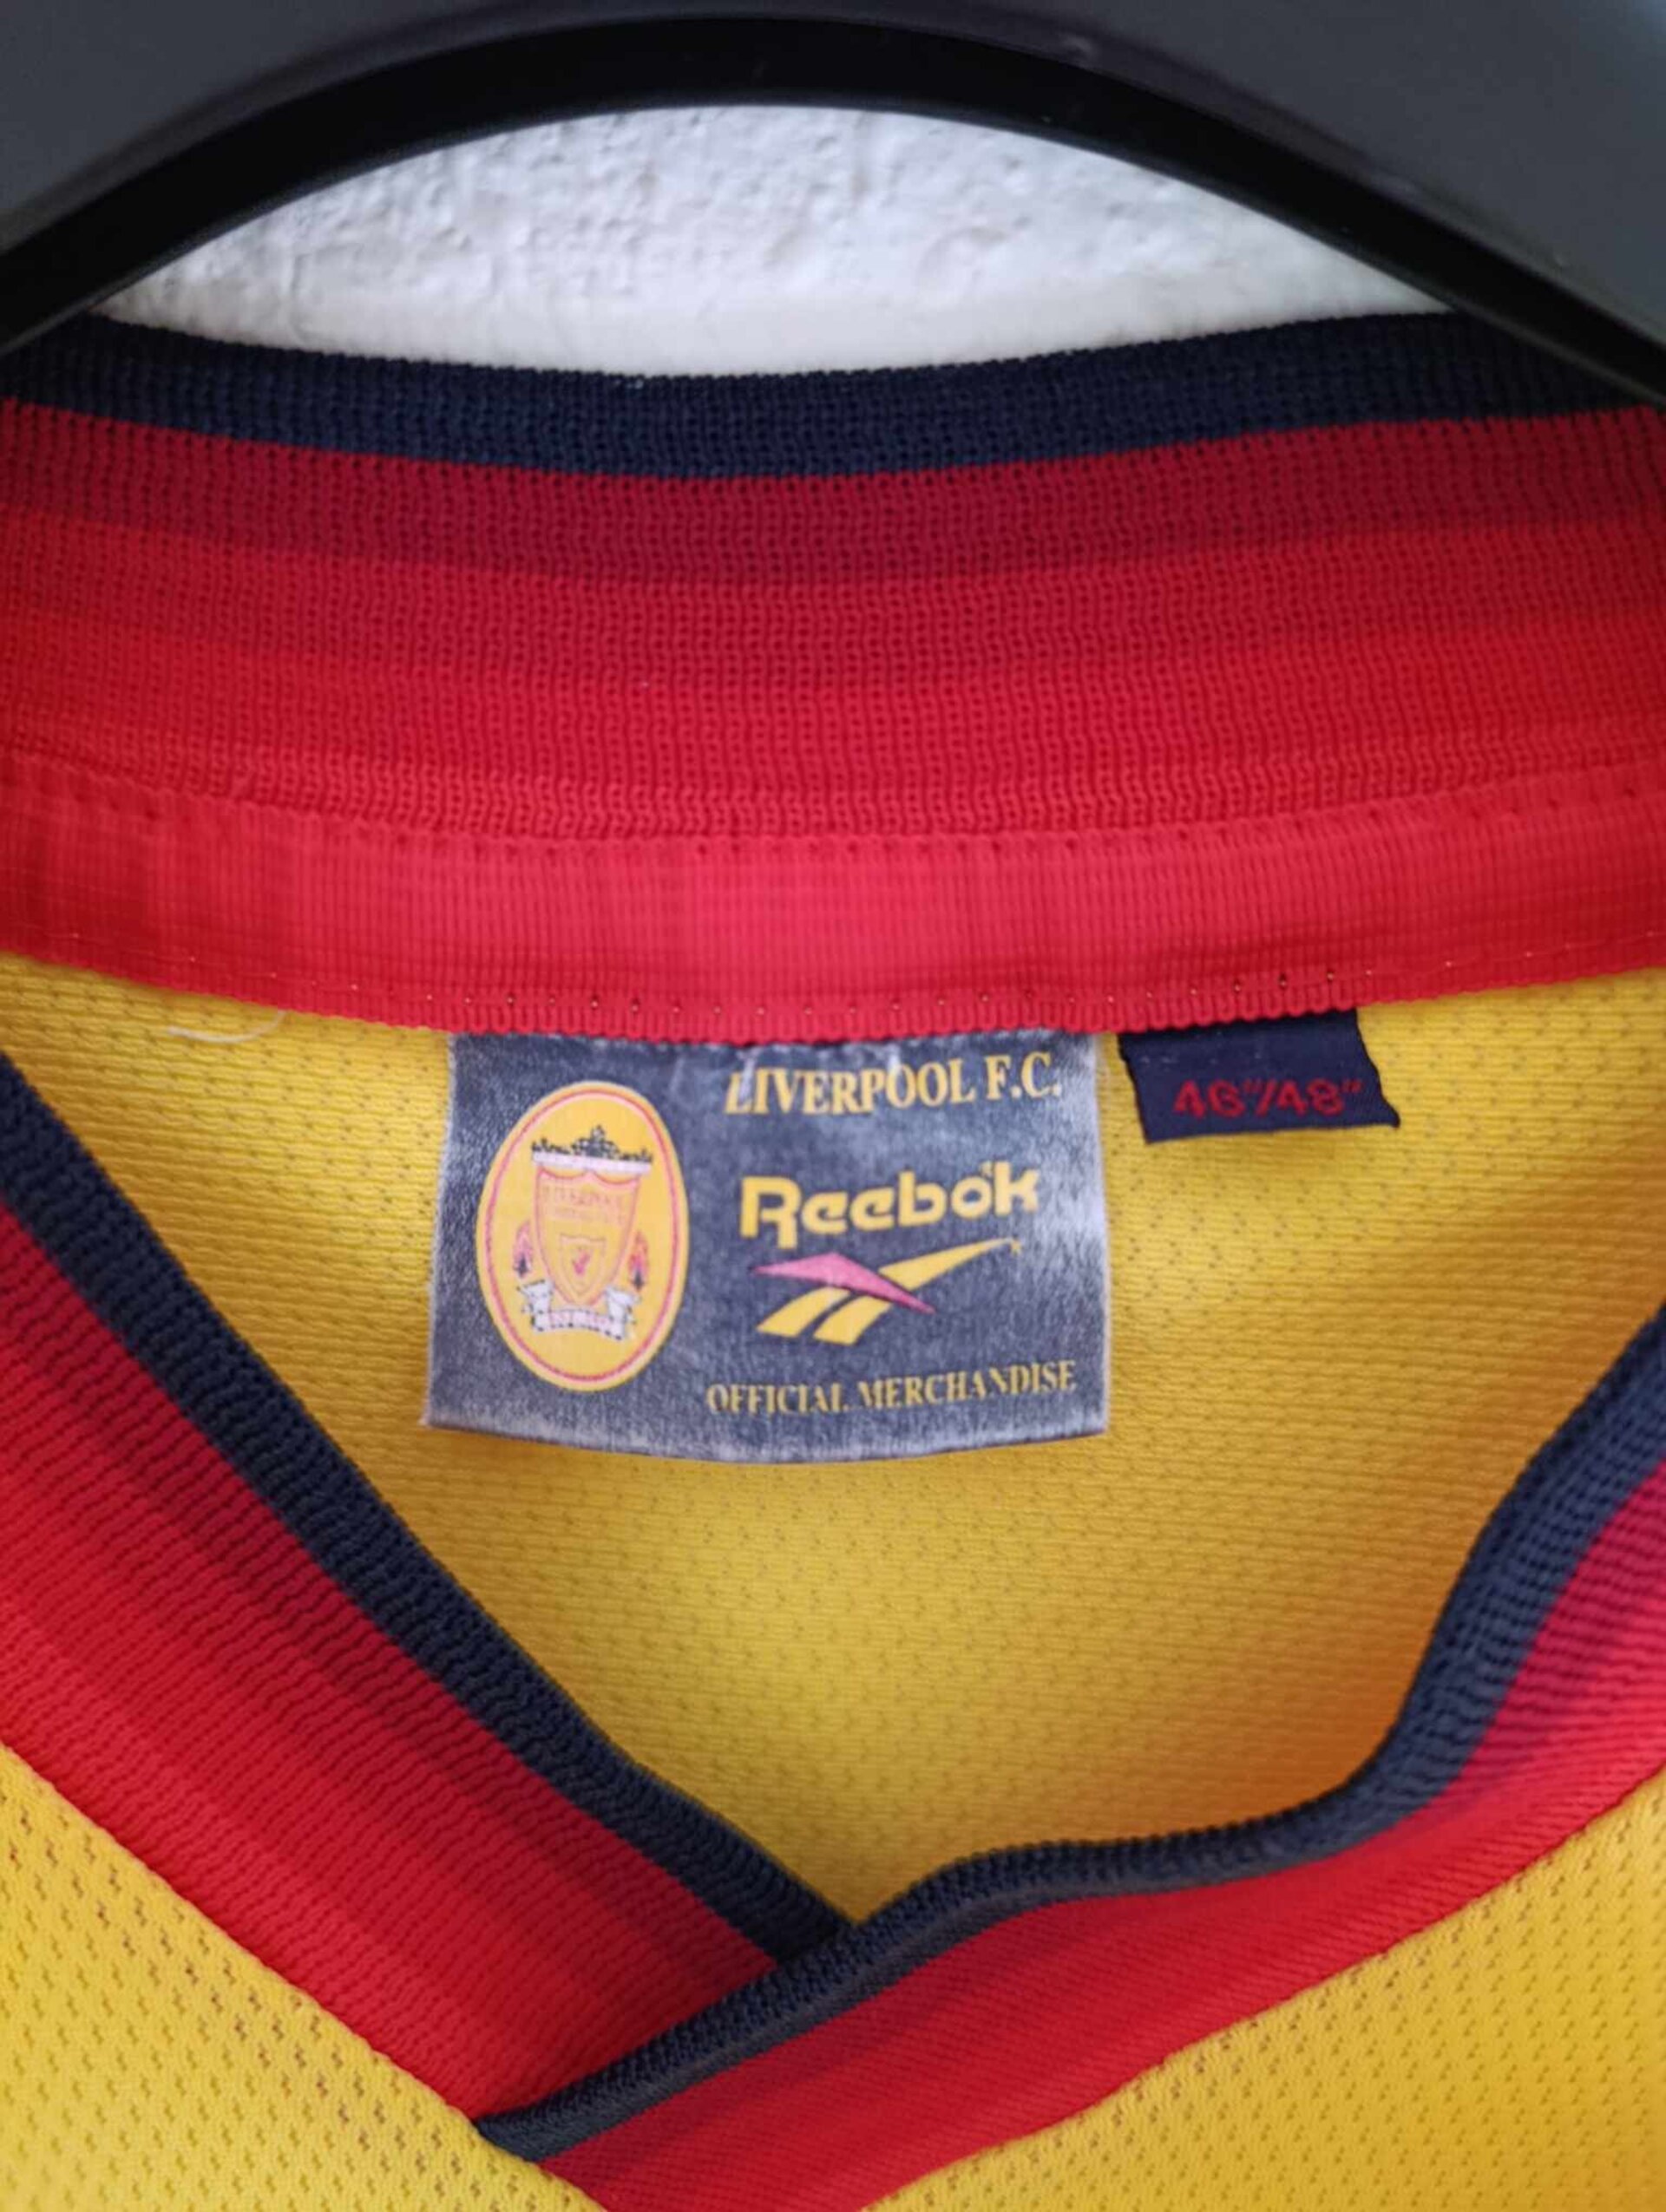 LIVERPOOL F.C.
Reebok
OFFICIAL MERCHANDISE
46"/48"